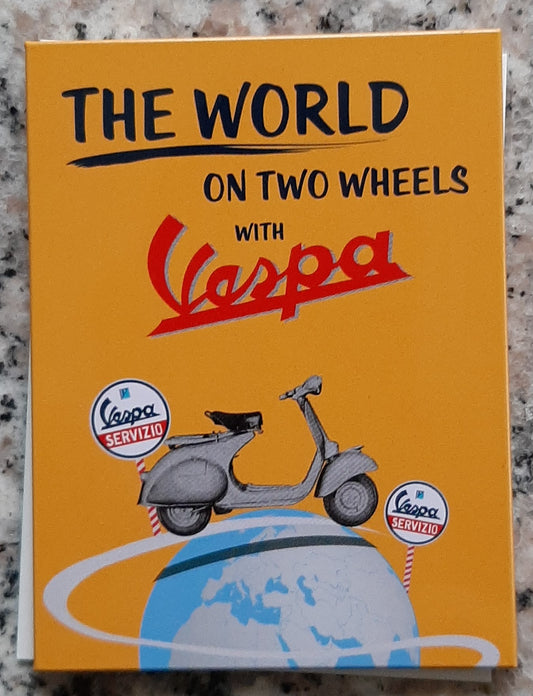 THE WORLD
ON TWO WHEELS
WITH
Vespa
Vespa
SERVIZIO
Vespa
SERVIZIO